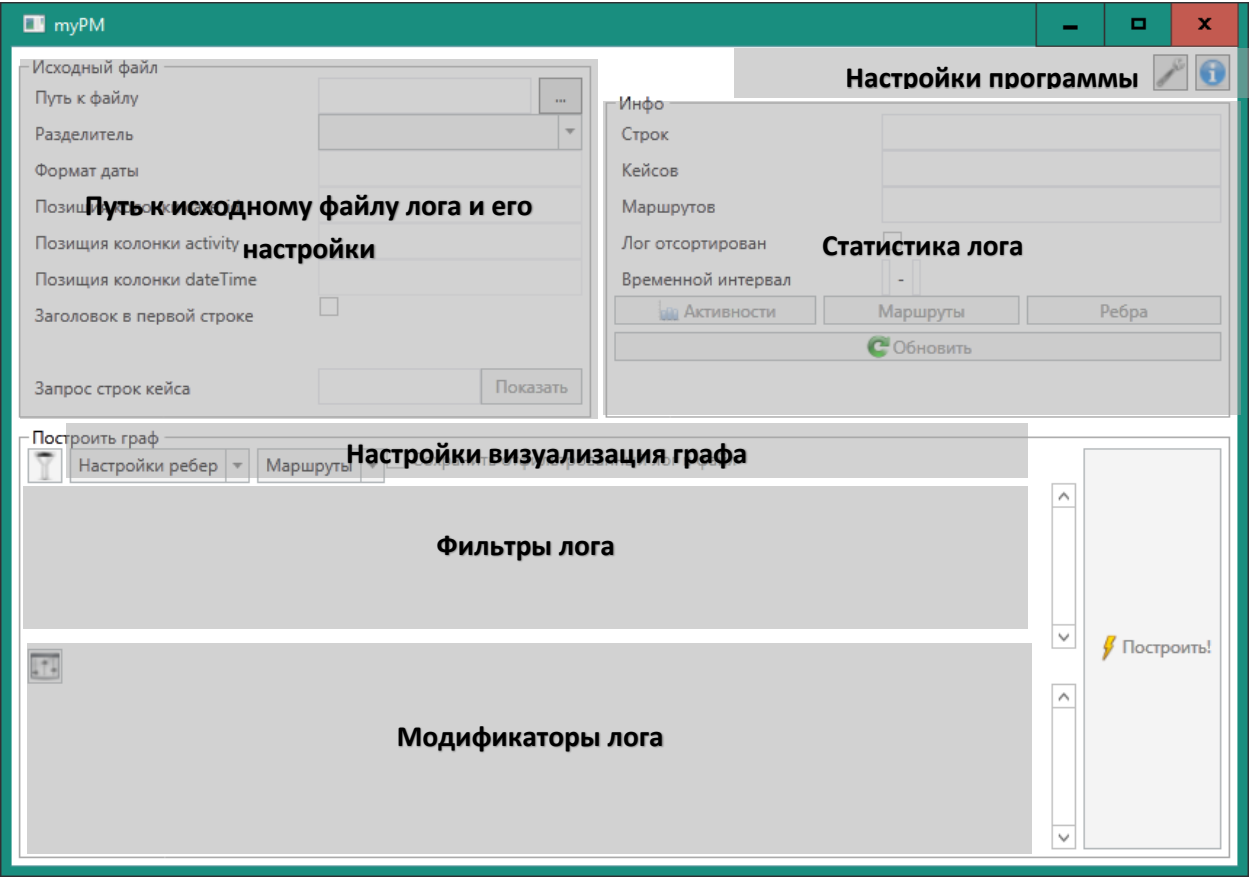 myPM
Настройки программы
Исходный файл
Путь к файлу
...
Разделитель
Формат даты
Позиция колонки
Путь к исходному файлу лога и его
настройки
Позиция колонки activity
Позиция колонки dateTime
Заголовок в первой строке
Запрос строк кейса
Показать
Инфо
Строк
Кейсов
Маршрутов
Лог отсортирован
Статистика лога
Временной интервал
-
Активности
Маршруты
Ребра
Обновить
Построить граф
Настройки визуализация графа
Настройки ребер
Маршруты
Фильтры лога
Модификаторы лога
Построить!